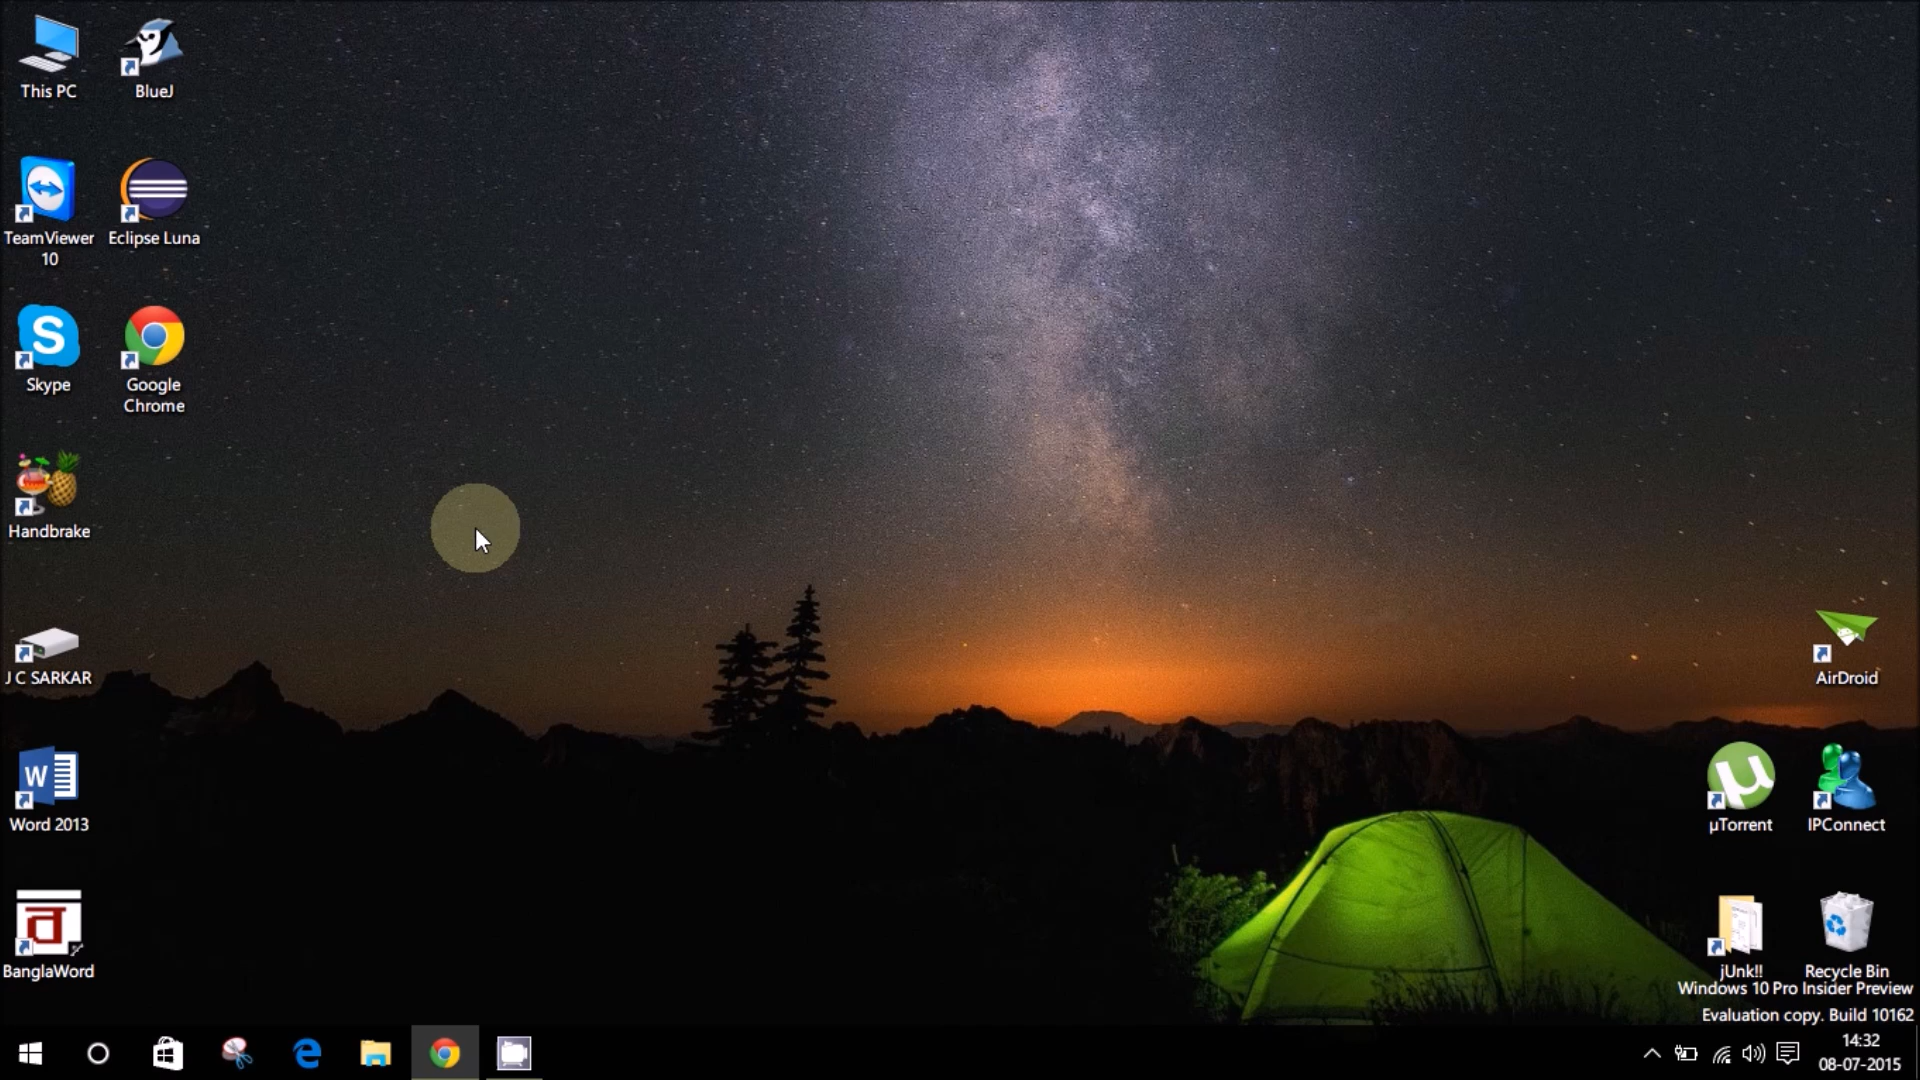 This PC
BlueJ
TeamViewer
10
Eclipse Luna
S
Skype
Google
Chrome
Handbrake
J C SARKAR
AirDroid
W
Word 2013
µ
µTorrent
IPConnect
BanglaWord
jUnk!!
Recycle Bin
Windows 10 Pro Insider Preview
Evaluation copy. Build 10162
14:32
08-07-2015